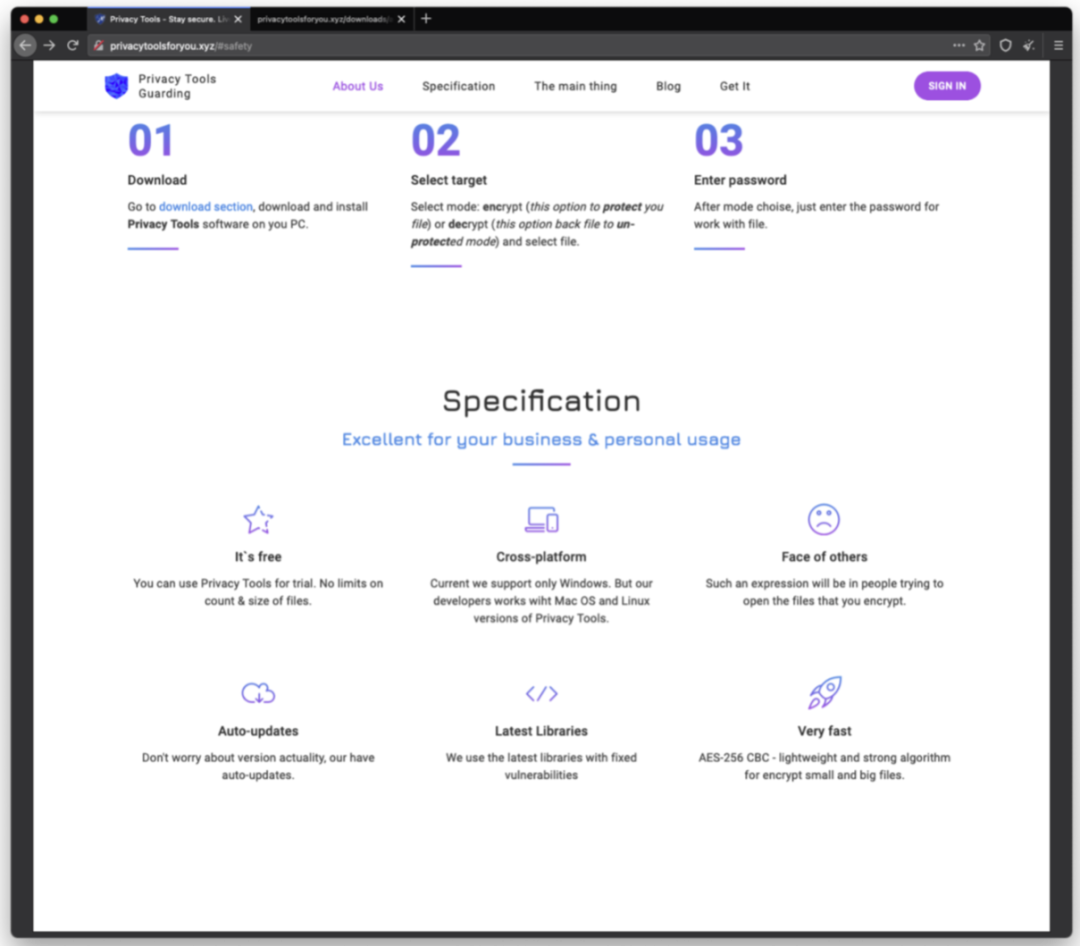 Privacy Tools - Stay secure. Li
privacytoolsforyou.xyz/downloads/
privacytoolsforyou.xyz/#safety
Privacy Tools
Guarding
About Us
Specification
The main thing
Blog
Get It
SIGN IN
01
Download
Go to download section, download and install
Privacy Tools software on you PC.
02
Select target
Select mode: encrypt (this option to protect you
file) or decrypt (this option back file to un-
protected mode) and select file.
03
Enter password
After mode choise, just enter the password for
work with file.
Specification
Excellent for your business & personal usage
It`s free
You can use Privacy Tools for trial. No limits on
count & size of files.
Cross-platform
Current we support only Windows. But our
developers works wiht Mac OS and Linux
versions of Privacy Tools.
Face of others
Such an expression will be in people trying to
open the files that you encrypt.
Auto-updates
Don't worry about version actuality, our have
auto-updates.
Latest Libraries
We use the latest libraries with fixed
vulnerabilities
Very fast
AES-256 CBC - lightweight and strong algorithm
for encrypt small and big files.